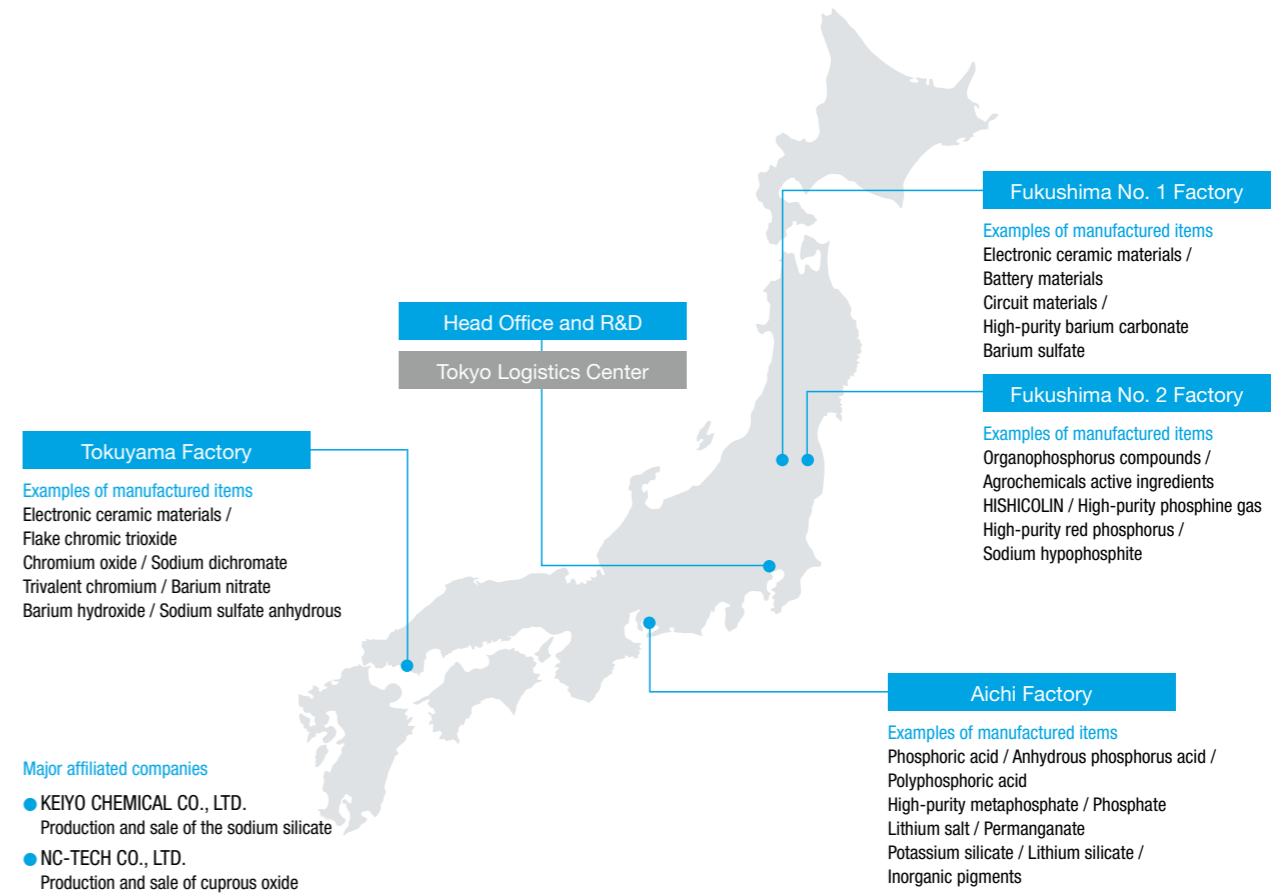 Fukushima No. 1 Factory
Examples of manufactured items
Electronic ceramic materials /
Battery materials
Circuit materials /
High-purity barium carbonate
Barium sulfate
Head Office and R&D
Tokyo Logistics Center
Fukushima No. 2 Factory
Examples of manufactured items
Organophosphorus compounds /
Agrochemicals active ingredients
HISHICOLIN / High-purity phosphine gas
High-purity red phosphorus /
Sodium hypophosphite
Tokuyama Factory
Examples of manufactured items
Electronic ceramic materials /
Flake chromic trioxide
Chromium oxide / Sodium dichromate
Trivalent chromium / Barium nitrate
Barium hydroxide / Sodium sulfate anhydrous
Aichi Factory
Examples of manufactured items
Phosphoric acid / Anhydrous phosphorus acid /
Polyphosphoric acid
High-purity metaphosphate / Phosphate
Lithium salt / Permanganate
Potassium silicate / Lithium silicate /
Inorganic pigments
Major affiliated companies
KEIYO CHEMICAL CO., LTD.
Production and sale of the sodium silicate
NC-TECH CO., LTD.
Production and sale of cuprous oxide